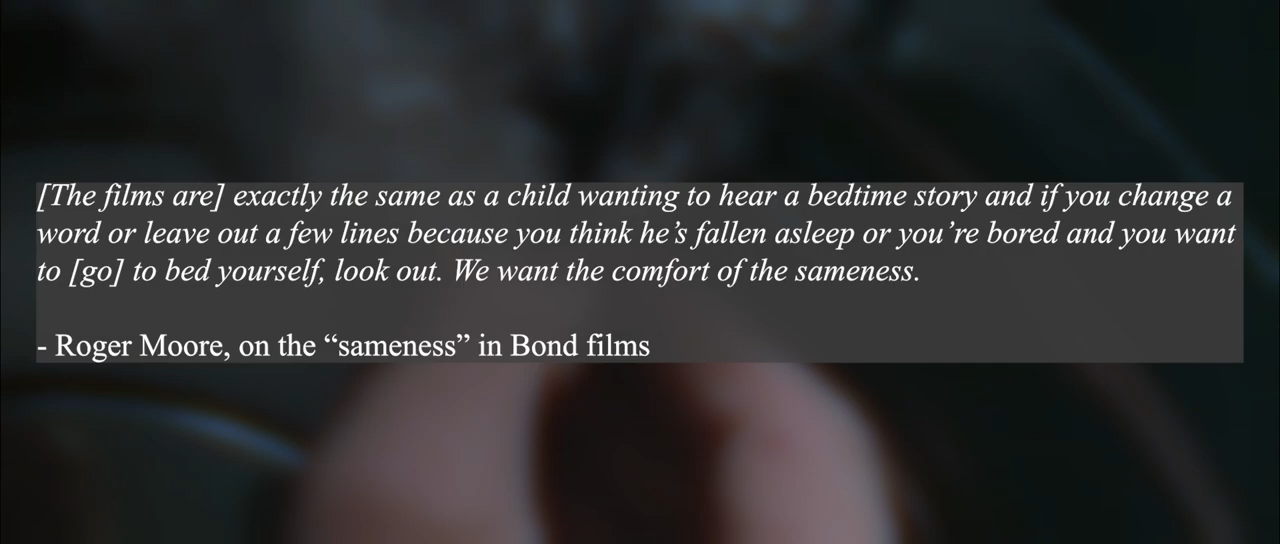 [The films are] exactly the same as a child wanting to hear a bedtime story and if you change a
word or leave out a few lines because you think he’s fallen asleep or you’re bored and you want
to [go] to bed yourself, look out. We want the comfort of the sameness.
- Roger Moore, on the “sameness” in Bond films